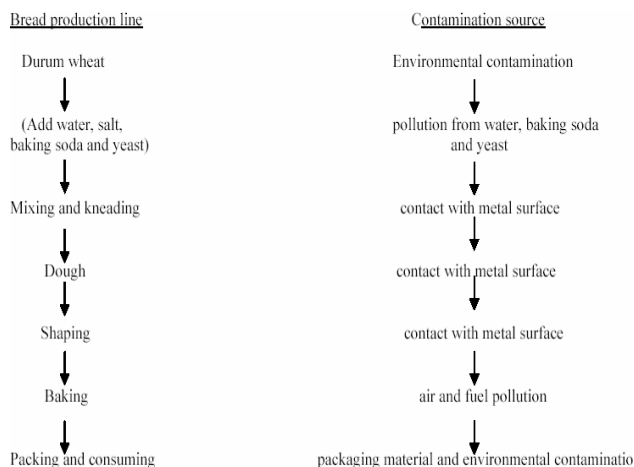 Bread production line
Contamination source
Durum wheat
Environmental contamination
(Add water, salt,
baking soda and yeast)
pollution from water, baking soda
and yeast
Mixing and kneading
contact with metal surface
Dough
contact with metal surface
Shaping
contact with metal surface
Baking
air and fuel pollution
Packing and consuming
packaging material and environmental contaminatio